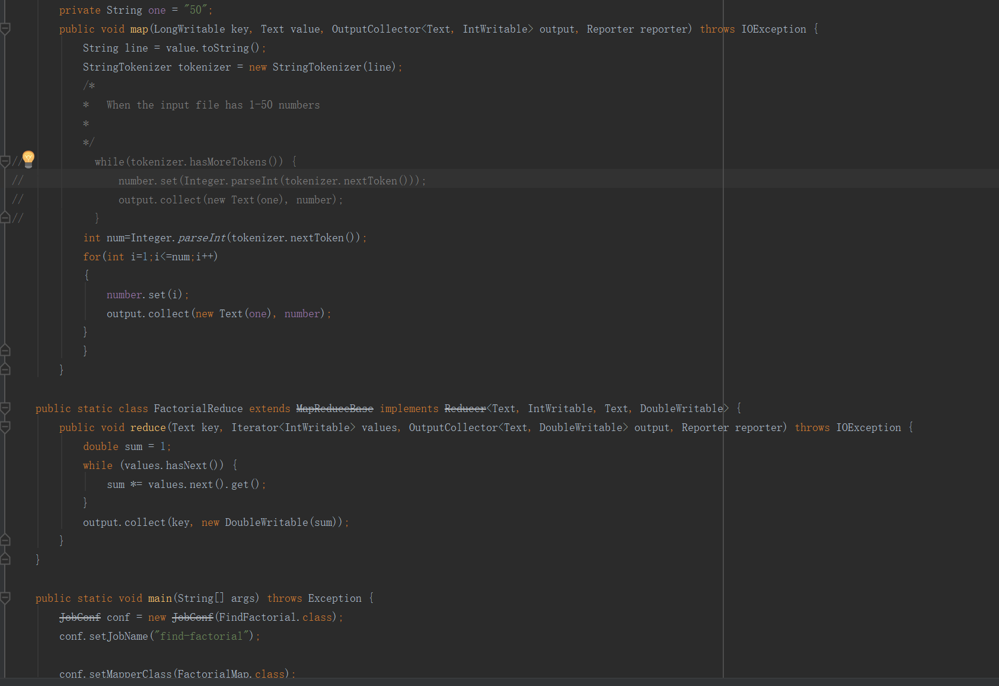 private String one = "50";
public void map(LongWritable key, Text value, OutputCollector<Text, IntWritable> output, Reporter reporter) throws IOException {
String line = value.toString();
StringTokenizer tokenizer = new StringTokenizer(line);
/*
*   When the input file has 1-50 numbers
*
*/
//            while(tokenizer.hasMoreTokens()) {
//                number.set(Integer.parseInt(tokenizer.nextToken()));
//                output.collect(new Text(one), number);
//            }
int num=Integer.parseInt(tokenizer.nextToken());
for(int i=1;i<=num;i++)
{
number.set(i);
output.collect(new Text(one), number);
}
}
}
public static class FactorialReduce extends MapReduceBase implements Reducer<Text, IntWritable, Text, DoubleWritable> {
public void reduce(Text key, Iterator<IntWritable> values, OutputCollector<Text, DoubleWritable> output, Reporter reporter) throws IOException {
double sum = 1;
while (values.hasNext()) {
sum *= values.next().get();
}
output.collect(key, new DoubleWritable(sum));
}
}
public static void main(String[] args) throws Exception {
JobConf conf = new JobConf(FindFactorial.class);
conf.setJobName("find-factorial");
conf.setMapperClass(FactorialMap.class);